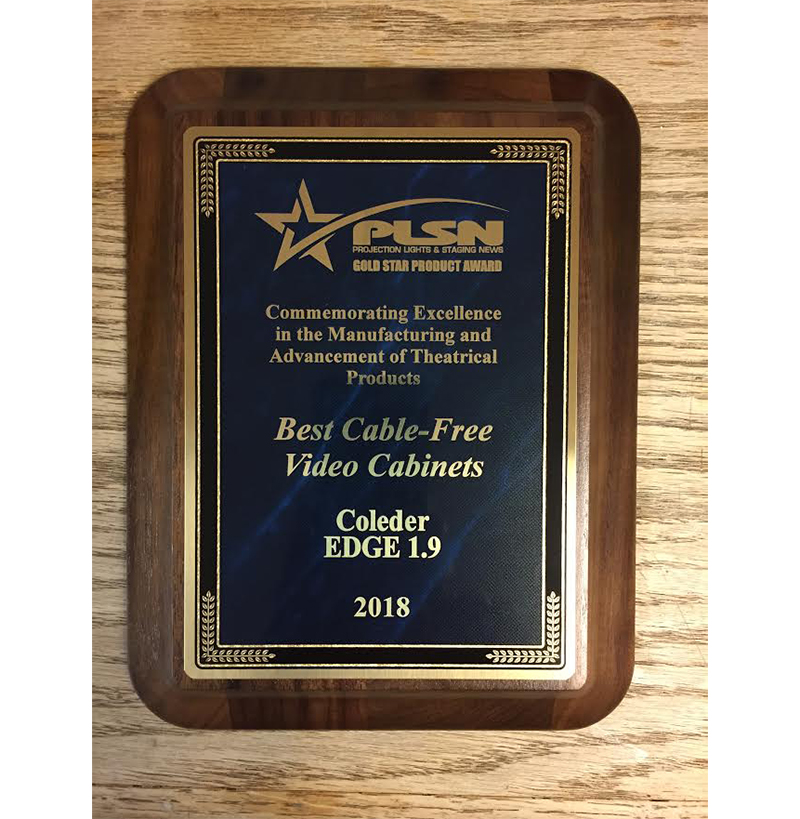 PLSN
PROJECTION LIGHTS & STAGING NEWS
GOLD STAR PRODUCT AWARD
Commemorating Excellence
in the Manufacturing and
Advancement of Theatrical
Products
Best Cable-Free
Video Cabinets
Coleder
EDGE 1.9
2018